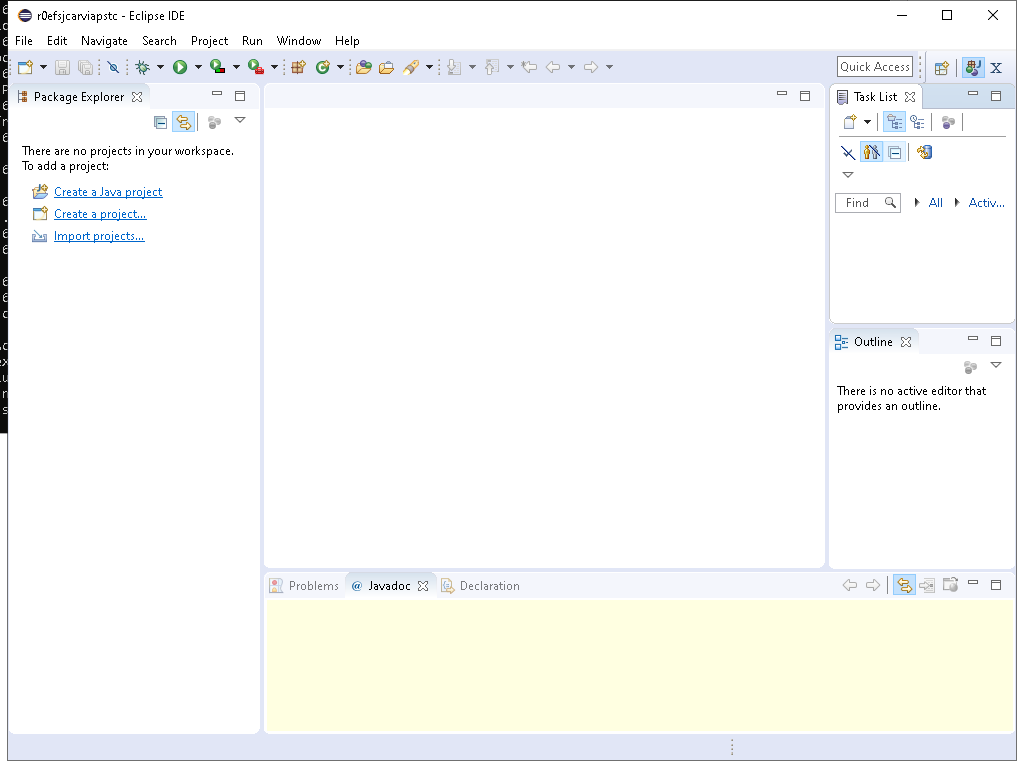 r0efsjcarviapstc - Eclipse IDE
File Edit Navigate Search Project Run Window Help
Quick Access
Package Explorer
Task List
There are no projects in your workspace.
To add a project:
Create a Java project
Create a project...
Import projects...
Find
All
Activ...
Outline
There is no active editor that
provides an outline.
Problems
@ Javadoc
Declaration